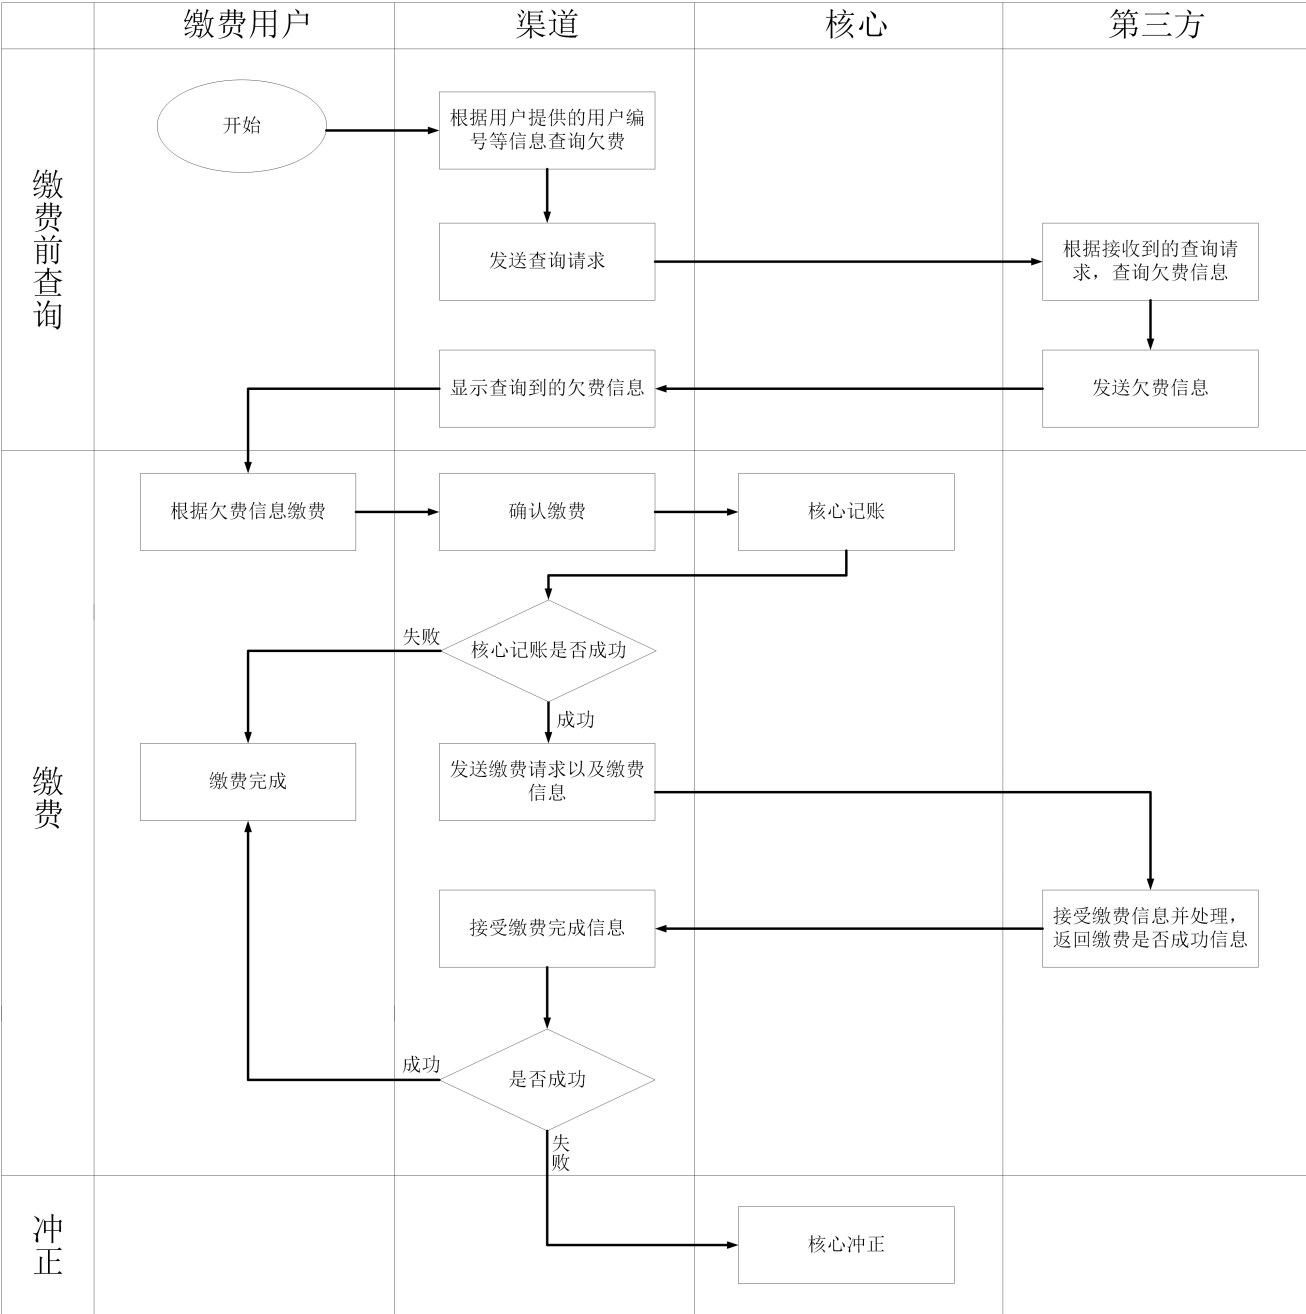 缴费用户
渠道
核心
第三方
缴费前查询
开始
根据用户提供的用户编
号等信息查询欠费
发送查询请求
根据接收到的查询请
求，查询欠费信息
显示查询到的欠费信息
发送欠费信息
缴费
根据欠费信息缴费
确认缴费
核心记账
失败
核心记账是否成功
成功
缴费完成
发送缴费请求以及缴费
信息
接受缴费完成信息
接受缴费信息并处理，
返回缴费是否成功信息
成功
是否成功
失
败
冲正
核心冲正